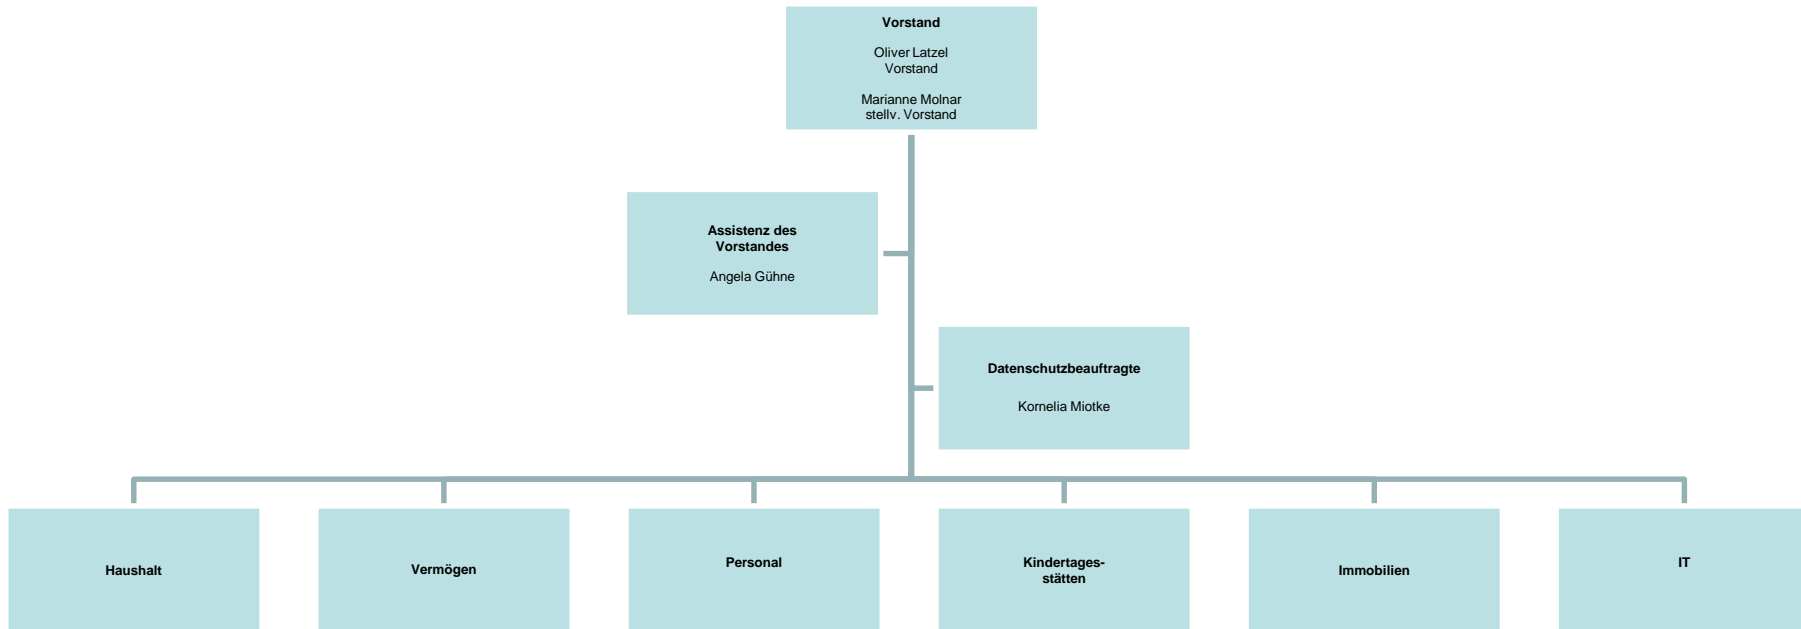 Vorstand
Oliver Latzel
Vorstand
Marianne Molnar
stellv. Vorstand
Assistenz des
Vorstandes
Angela Gühne
Datenschutzbeauftragte
Kornelia Miotke
Haushalt
Vermögen
Personal
Kindertages-
stätten
Immobilien
IT